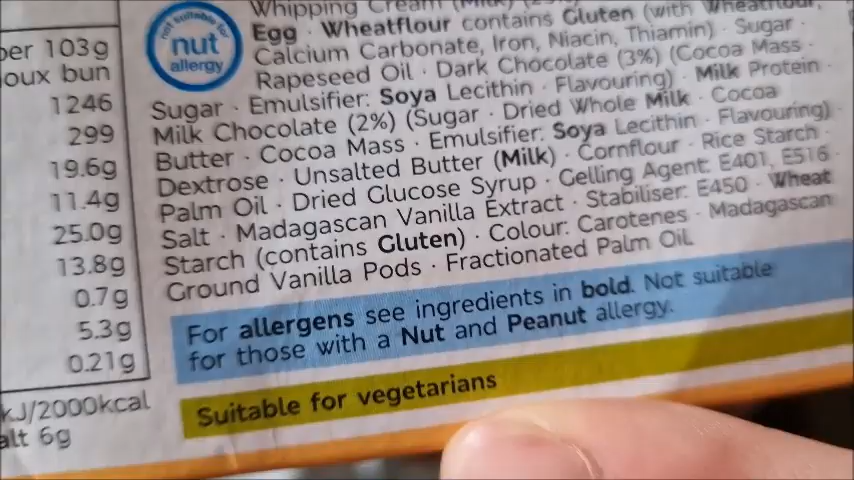 per 103g
oux bun
1246
299
19.6g
11.4g
25.0g
13.8g
0.7g
5.3g
0.21g
kJ/2000kcal
alt 6g
not suitable for
nut
allergy
Whipping Cream (Milk)
Egg · Wheatflour contains Gluten (with Wheatflour,
Calcium Carbonate, Iron, Niacin, Thiamin) · Sugar ·
Rapeseed Oil · Dark Chocolate (3%) (Cocoa Mass ·
Sugar · Emulsifier: Soya Lecithin · Flavouring) · Milk Protein ·
Milk Chocolate (2%) (Sugar · Dried Whole Milk · Cocoa
Butter · Cocoa Mass · Emulsifier: Soya Lecithin · Flavouring) ·
Dextrose · Unsalted Butter (Milk) · Cornflour · Rice Starch ·
Palm Oil · Dried Glucose Syrup · Gelling Agent: E401, E516 ·
Salt · Madagascan Vanilla Extract · Stabiliser: E450 · Wheat
Starch (contains Gluten) · Colour: Carotenes · Madagascan
Ground Vanilla Pods · Fractionated Palm Oil.
For allergens see ingredients in bold. Not suitable
for those with a Nut and Peanut allergy.
Suitable for vegetarians